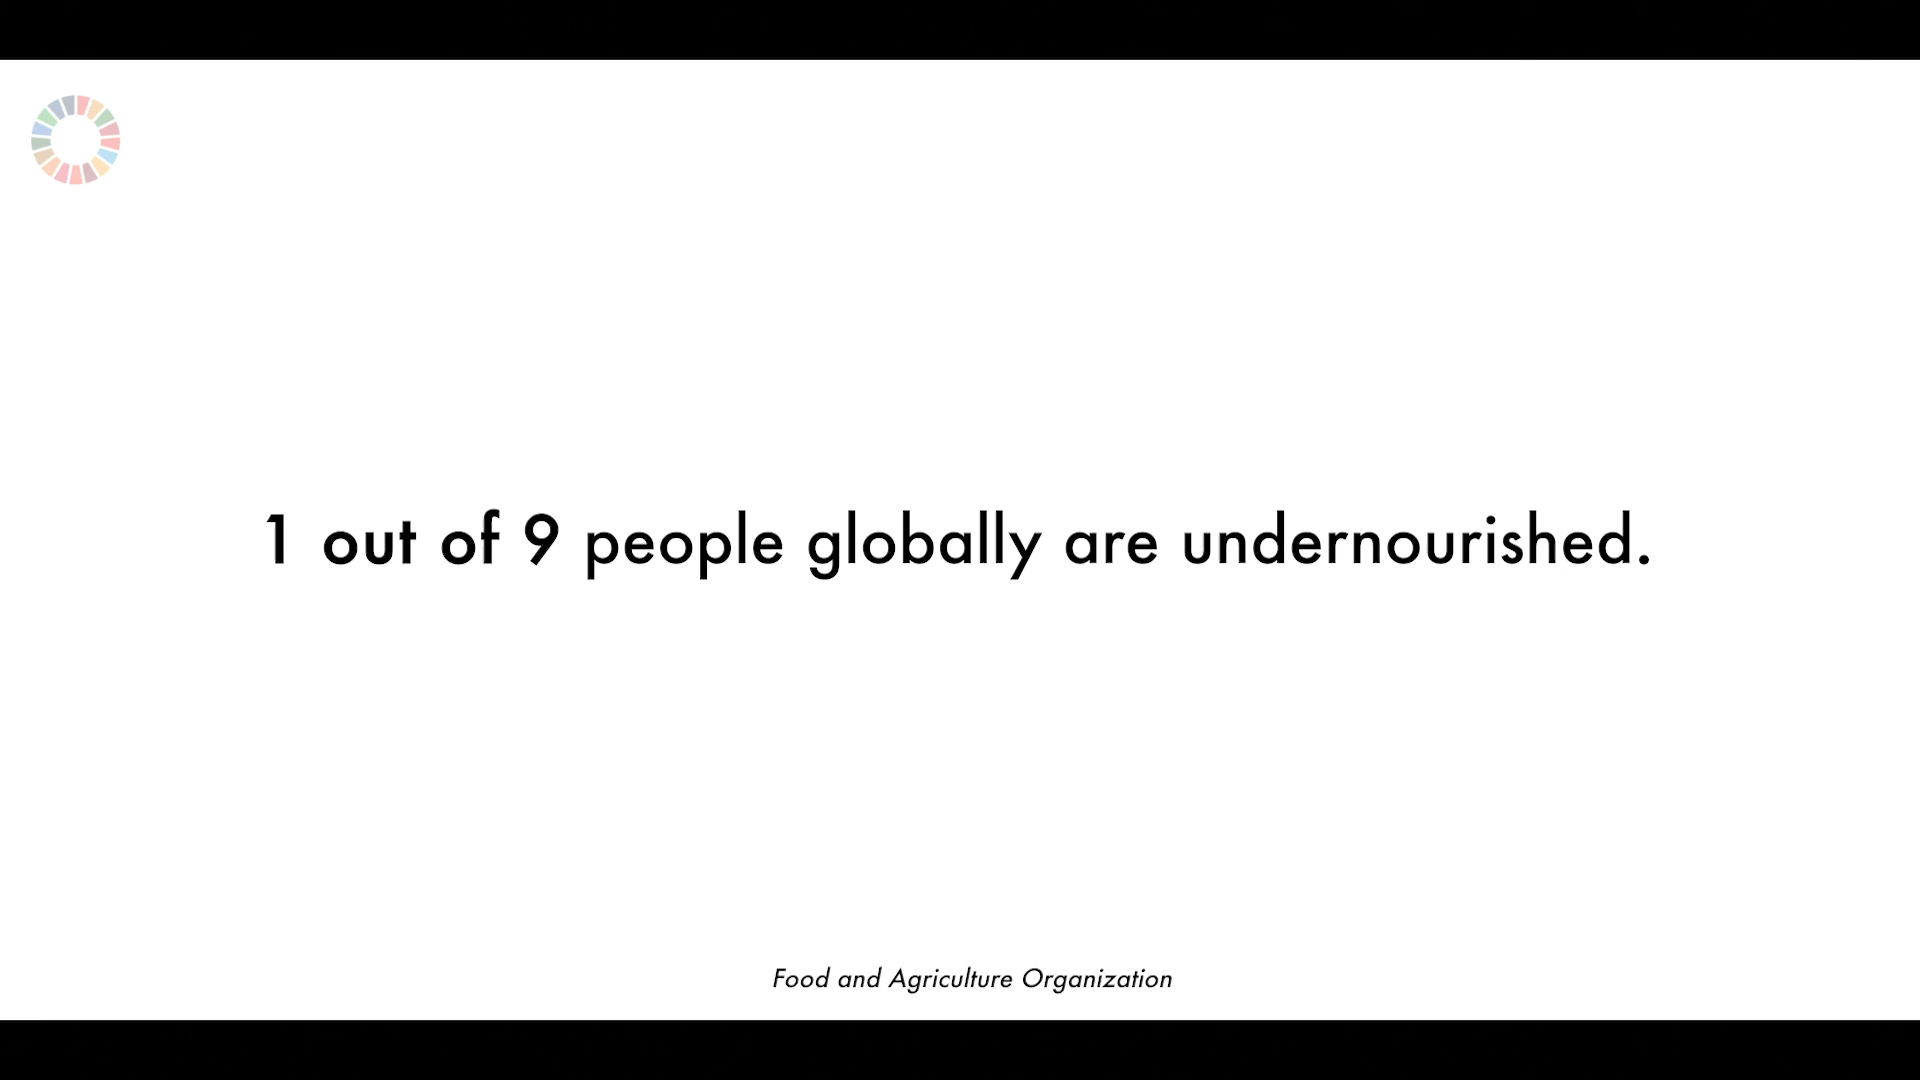 1 out of 9 people globally are undernourished.
Food and Agriculture Organization